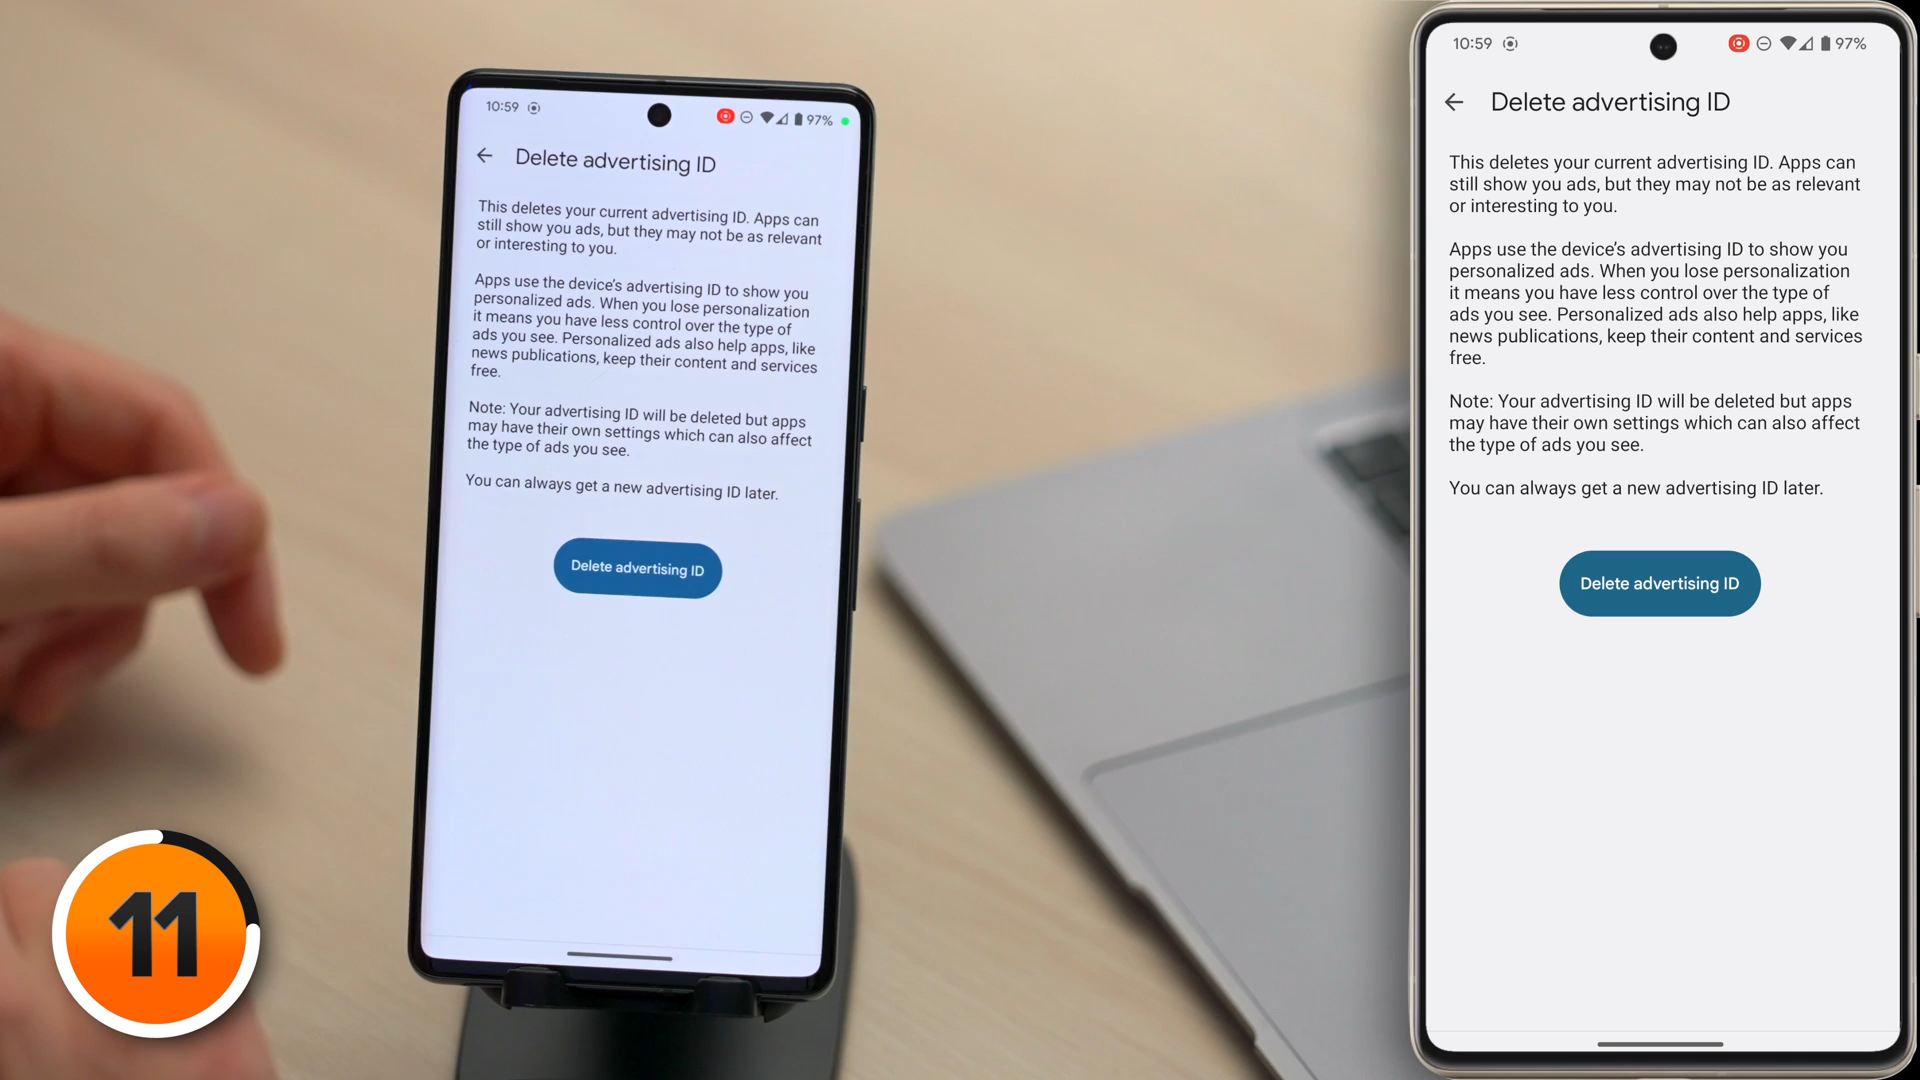 10:59
97%
Delete advertising ID
This deletes your current advertising ID. Apps can
still show you ads, but they may not be as relevant
or interesting to you.
Apps use the device's advertising ID to show you
personalized ads. When you lose personalization
it means you have less control over the type of
ads you see. Personalized ads also help apps, like
news publications, keep their content and services
free.
Note: Your advertising ID will be deleted but apps
may have their own settings which can also affect
the type of ads you see.
You can always get a new advertising ID later.
Delete advertising ID
11
10:59
97%
Delete advertising ID
This deletes your current advertising ID. Apps can
still show you ads, but they may not be as relevant
or interesting to you.
Apps use the device's advertising ID to show you
personalized ads. When you lose personalization
it means you have less control over the type of
ads you see. Personalized ads also help apps, like
news publications, keep their content and services
free.
Note: Your advertising ID will be deleted but apps
may have their own settings which can also affect
the type of ads you see.
You can always get a new advertising ID later.
Delete advertising ID